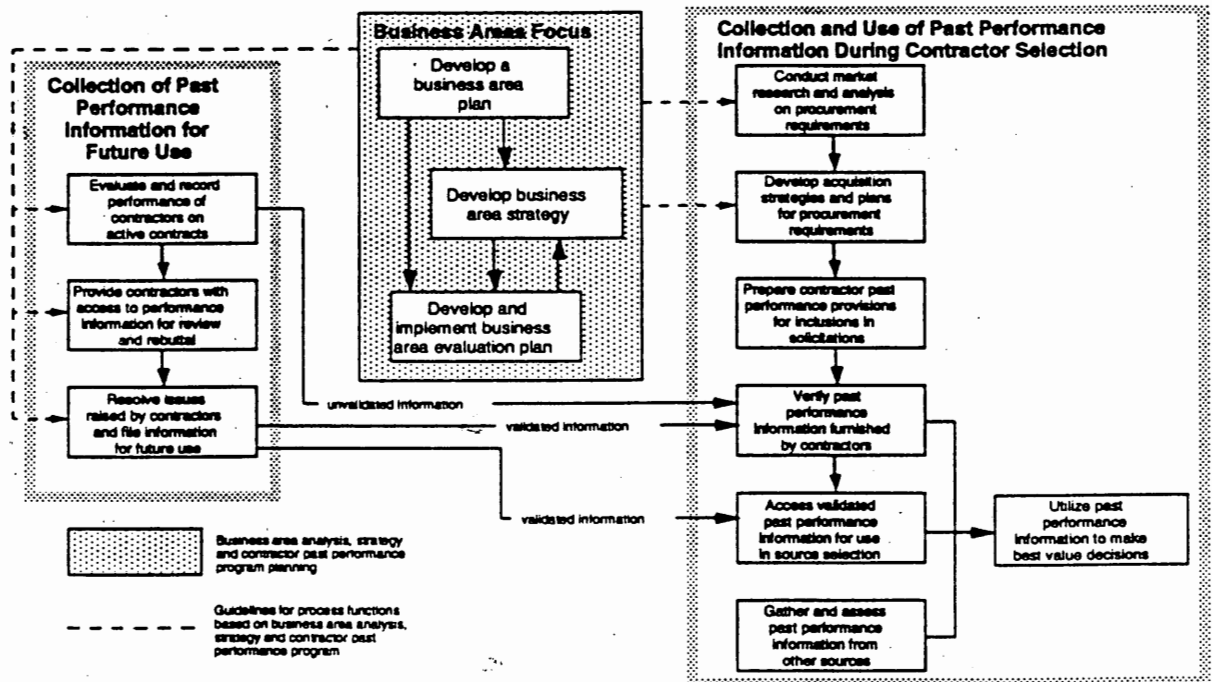 Business Areas Focus
Develop a
business area
plan
Develop business
area strategy
Develop and
implement business
area evaluation plan
Collection of Past
Performance
Information for
Future Use
Evaluate and record
performance of
contractors on
active contracts
Provide contractors with
access to performance
information for review
and rebuttal
Resolve issues
raised by contractors
and file information
for future use
unvalidated information
validated information
validated information
Collection and Use of Past Performance
Information During Contractor Selection
Conduct market
research and analysis
on procurement
requirements
Develop acquisition
strategies and plans
for procurement
requirements
Prepare contractor past
performance provisions
for inclusions in
solicitations
Verify past
performance
information furnished
by contractors
Access validated
past performance
information for use
in source selection
Gather and assess
past performance
information from
other sources
Utilize past
performance
information to make
best value decisions
Business area analysis, strategy
and contractor past performance
program planning
Guidelines for process functions
based on business area analysis,
strategy and contractor past
performance program